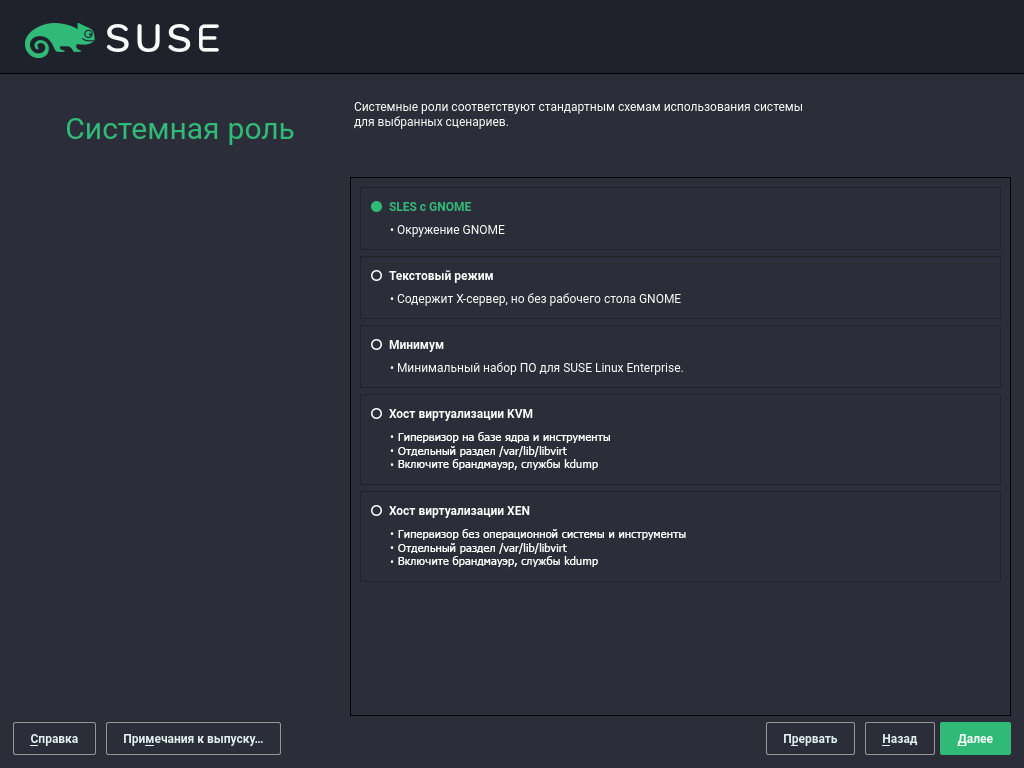 SUSE
Системная роль
Системные роли соответствуют стандартным схемам использования системы
для выбранных сценариев.
SLES с GNOME
• Окружение GNOME
Текстовый режим
• Содержит X-сервер, но без рабочего стола GNOME
Минимум
• Минимальный набор ПО для SUSE Linux Enterprise.
Хост виртуализации KVM
• Гипервизор на базе ядра и инструменты
• Отдельный раздел /var/lib/libvirt
• Включите брандмауэр, службы kdump
Хост виртуализации XEN
• Гипервизор без операционной системы и инструменты
• Отдельный раздел /var/lib/libvirt
• Включите брандмауэр, службы kdump
Справка
Примечания к выпуску...
Прервать
Назад
Далее